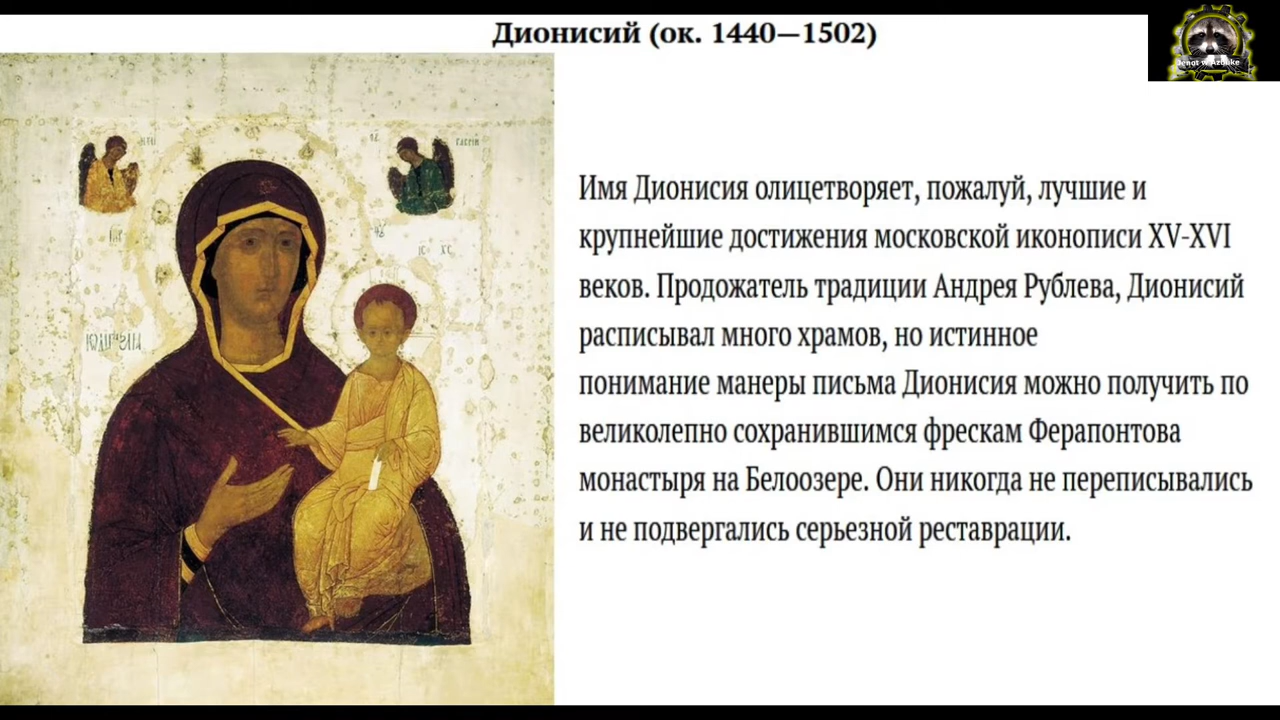 Дионисий (ок. 1440—1502)
Jenot w Azbuke
Имя Дионисия олицетворяет, пожалуй, лучшие и
крупнейшие достижения московской иконописи XV-XVI
веков. Продожатель традиции Андрея Рублева, Дионисий
расписывал много храмов, но истинное
понимание манеры письма Дионисия можно получить по
великолепно сохранившимся фрескам Ферапонтова
монастыря на Белоозере. Они никогда не переписывались
и не подвергались серьезной реставрации.